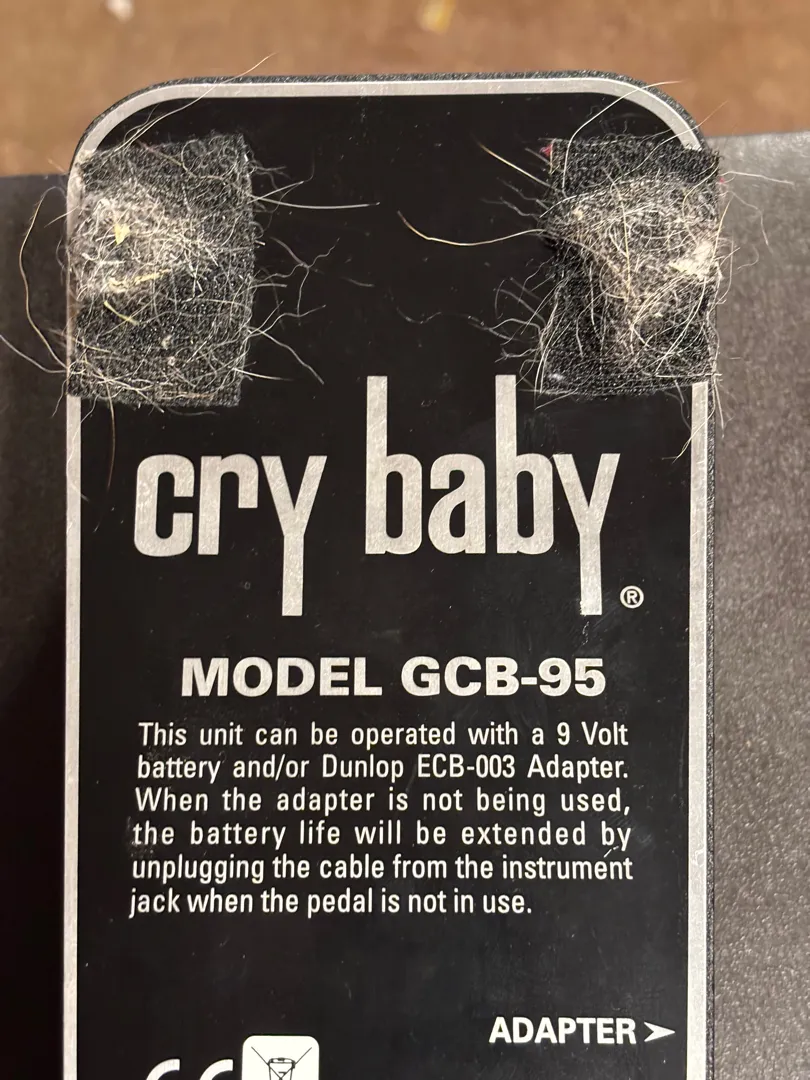 cry baby®
MODEL GCB-95
This unit can be operated with a 9 Volt
battery and/or Dunlop ECB-003 Adapter.
When the adapter is not being used,
the battery life will be extended by
unplugging the cable from the instrument
jack when the pedal is not in use.
ADAPTER